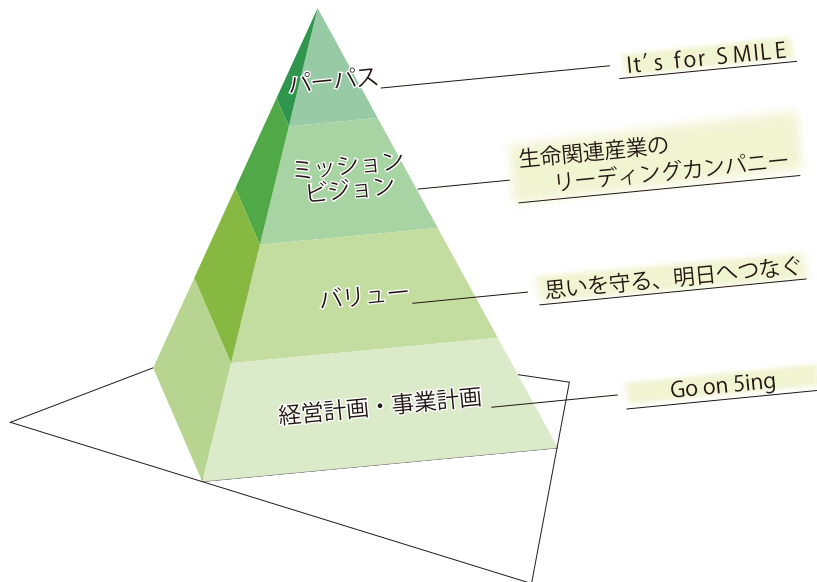 パーパス
It's for SMILE
ミッション
ビジョン
生命関連産業の
リーディングカンパニー
バリュー
思いを守る、明日へつなぐ
経営計画・事業計画
Go on 5ing